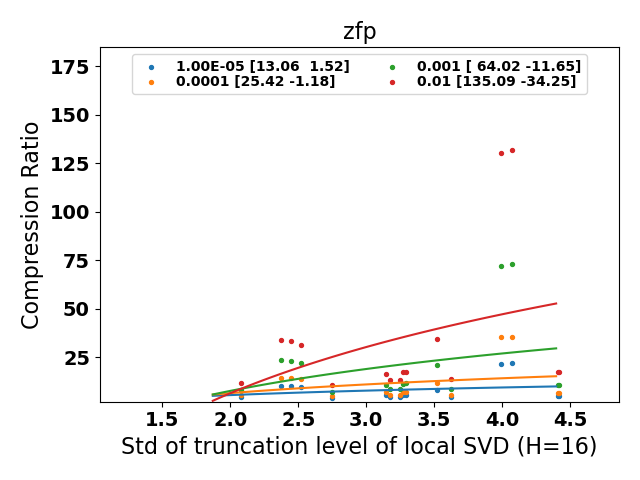 zfp
1.00E-05 [13.06  1.52]
0.0001 [25.42 -1.18]
0.001 [ 64.02 -11.65]
0.01 [135.09 -34.25]
Compression Ratio
175
150
125
100
75
50
25
1.5 2.0 2.5 3.0 3.5 4.0 4.5
Std of truncation level of local SVD (H=16)